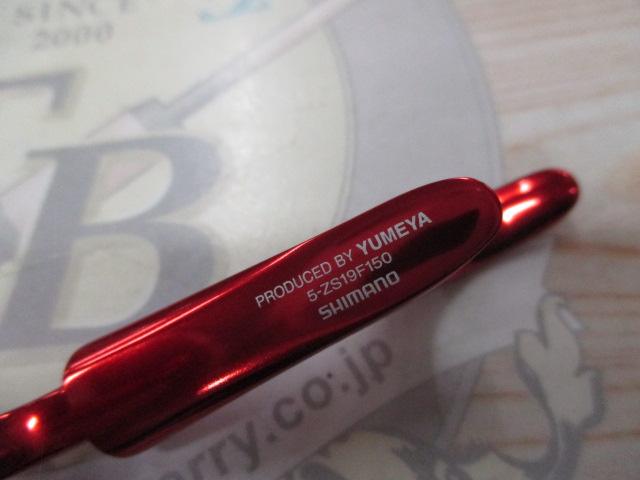 SINCE
2000
B
PRODUCED BY YUMEYA
5-ZS19F150
SHIMANO
rry.co.jp